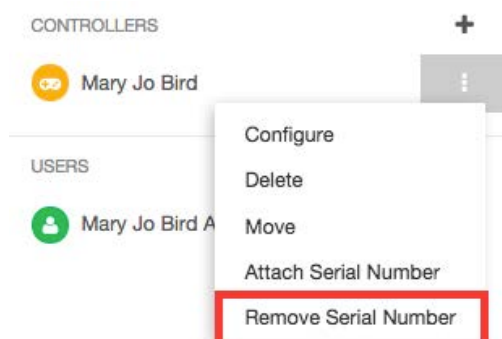 CONTROLLERS
Mary Jo Bird
Configure
USERS
Delete
Mary Jo Bird A
Move
Attach Serial Number
Remove Serial Number